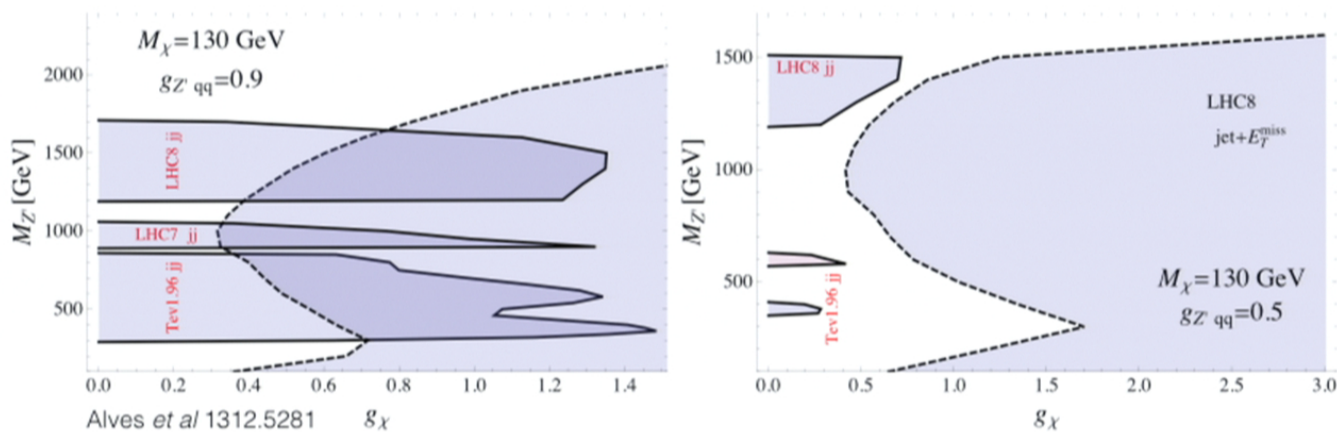 Mχ=130 GeV
gZ' qq=0.9
MZ' [GeV]
2000
1500
1000
500
LHC8 jj
LHC7 jj
Tev1.96 jj
0.0 0.2 0.4 0.6 0.8 1.0 1.2 1.4
gχ
Alves et al 1312.5281
MZ' [GeV]
1500
1000
500
LHC8 jj
LHC8
jet+ETmiss
Tev1.96 jj
Mχ=130 GeV
gZ' qq=0.5
0.0 0.5 1.0 1.5 2.0 2.5 3.0
gχ